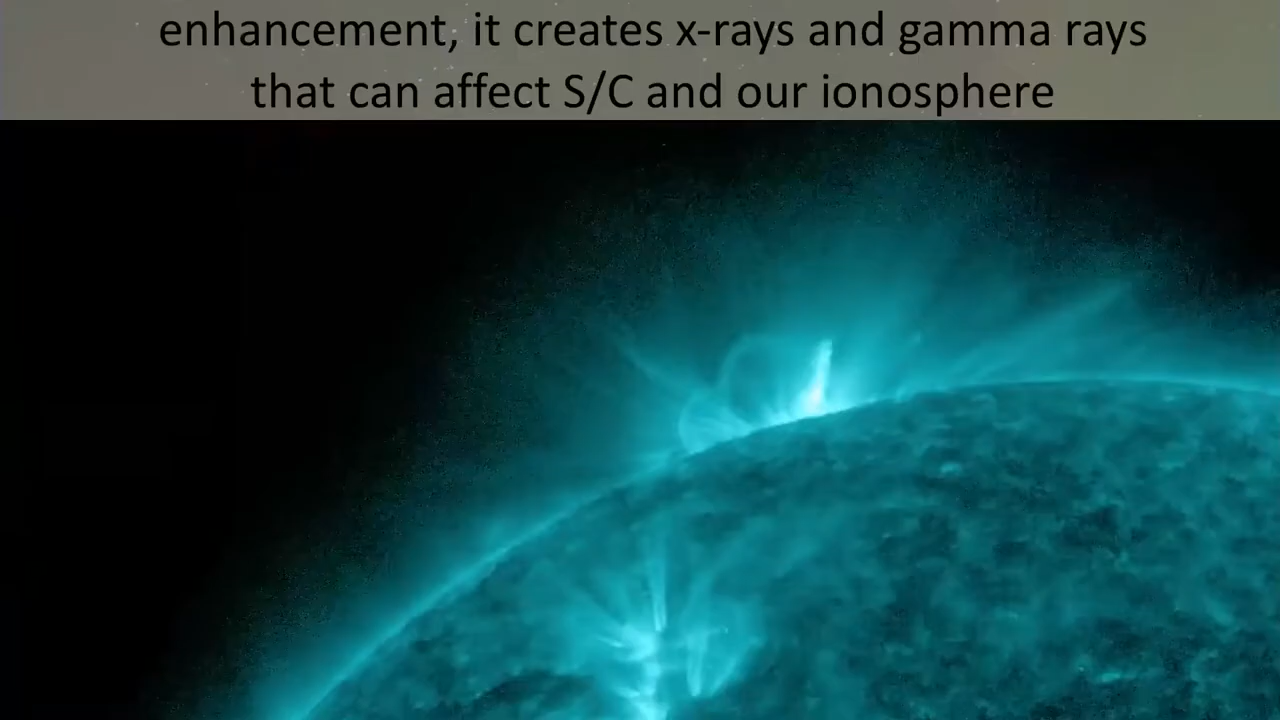 enhancement, it creates x-rays and gamma rays
that can affect S/C and our ionosphere